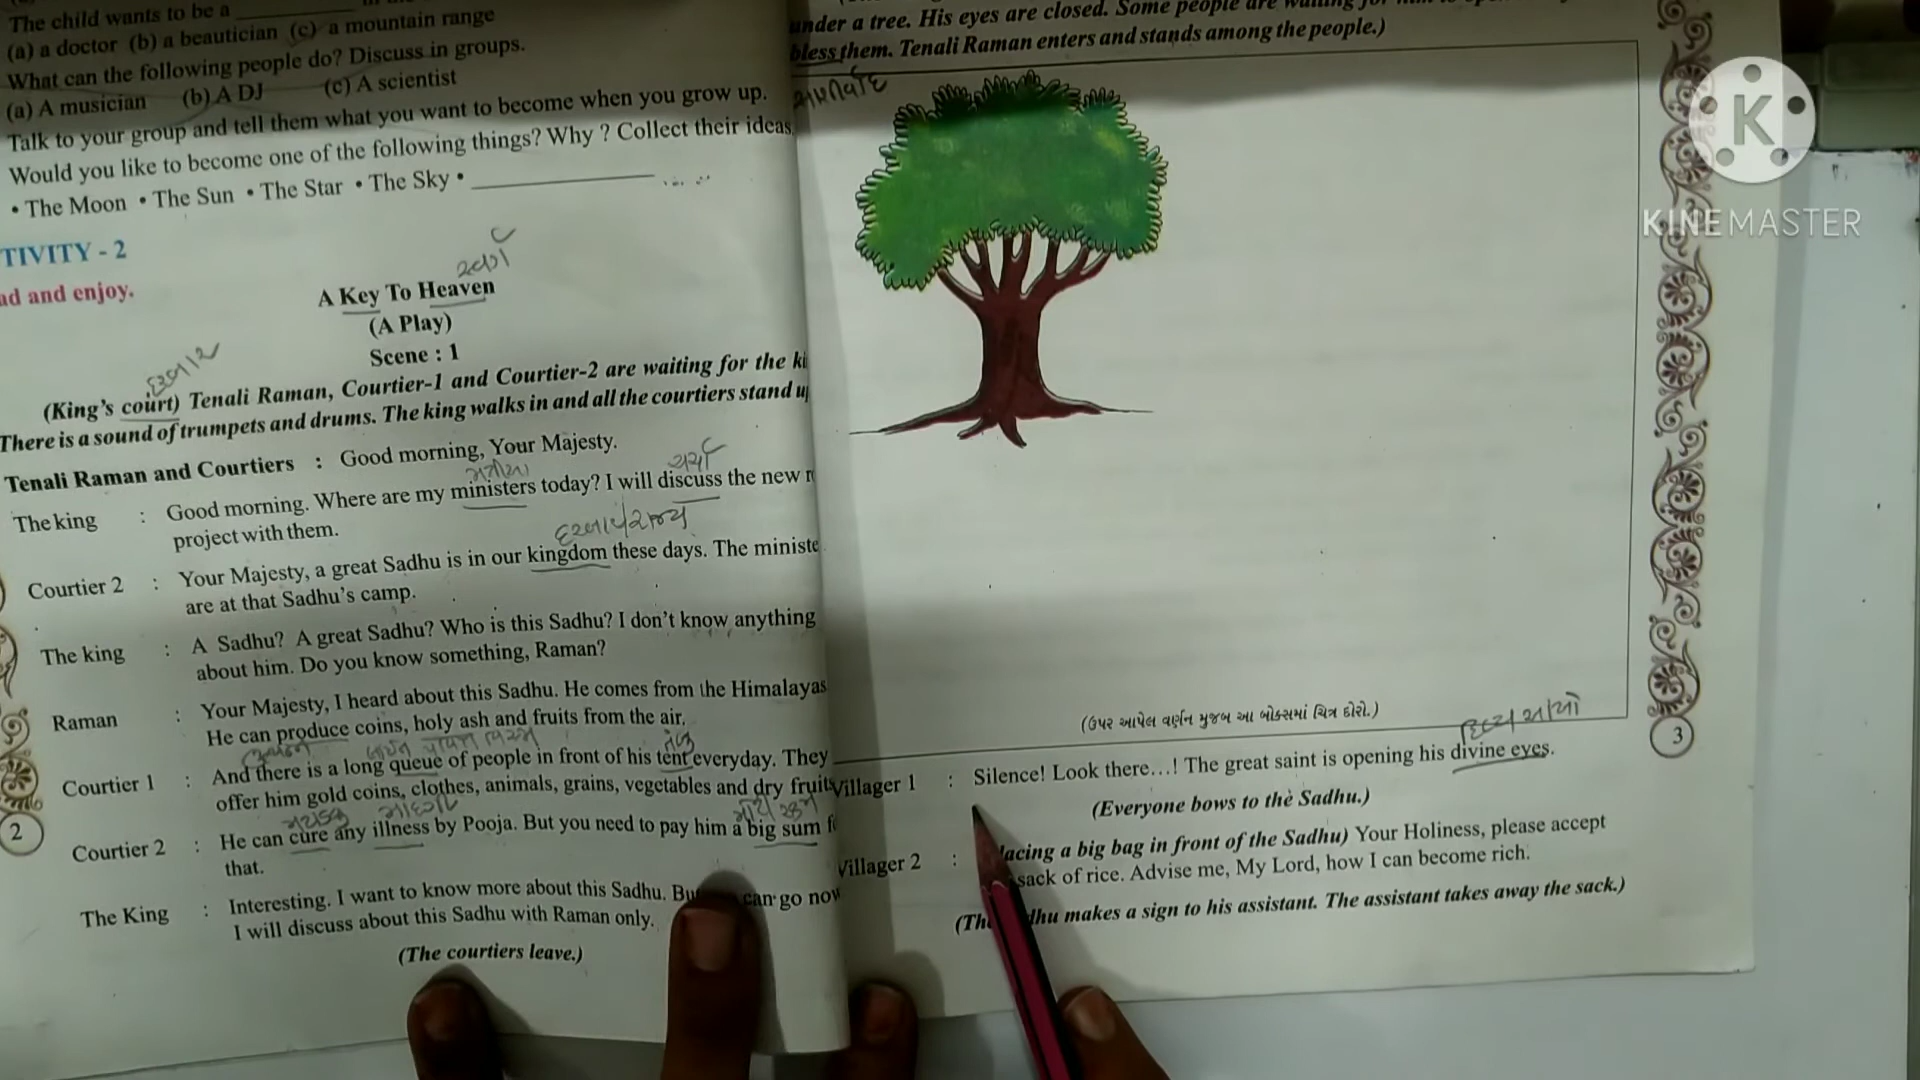 The child wants to be a
(a) a doctor (b) a beautician (c) a mountain range
What can the following people do? Discuss in groups.
(a) A musician (b) A DJ (c) A scientist
Talk to your group and tell them what you want to become when you grow up.
Would you like to become one of the following things? Why ? Collect their ideas
• The Moon • The Sun • The Star • The Sky •
TIVITY - 2
ad and enjoy.
સ્વર્ગ
A Key To Heaven
(A Play)
Scene : 1
દરબાર
(King's court) Tenali Raman, Courtier-1 and Courtier-2 are waiting for the ki
There is a sound of trumpets and drums. The king walks in and all the courtiers stand u
Tenali Raman and Courtiers : Good morning, Your Majesty.
ચર્ચા
The king : Good morning. Where are my ministers today? I will discuss the new
project with them.
Courtier 2 : Your Majesty, a great Sadhu is in our kingdom these days. The ministe
are at that Sadhu's camp.
The king : A Sadhu? A great Sadhu? Who is this Sadhu? I don't know anything
about him. Do you know something, Raman?
Raman : Your Majesty, I heard about this Sadhu. He comes from the Himalayas
He can produce coins, holy ash and fruits from the air.
Courtier 1 : And there is a long queue of people in front of his tent everyday. They
offer him gold coins, clothes, animals, grains, vegetables and dry fruits
Courtier 2 : He can cure any illness by Pooja. But you need to pay him a big sum f
that.
The King : Interesting. I want to know more about this Sadhu. can go now
I will discuss about this Sadhu with Raman only.
(The courtiers leave.)
2
under a tree. His eyes are closed. Some people are
bless them. Tenali Raman enters and stands among the people.)
(ઉપર આપેલ વર્ણન મુજબ આ બોક્સમાં ચિત્ર દોરો.)
3
Villager 1 : Silence! Look there...! The great saint is opening his divine eyes.
(Everyone bows to the Sadhu.)
Villager 2 : lacing a big bag in front of the Sadhu) Your Holiness, please accept
sack of rice. Advise me, My Lord, how I can become rich.
(The dhu makes a sign to his assistant. The assistant takes away the sack.)
K
KINEMASTER